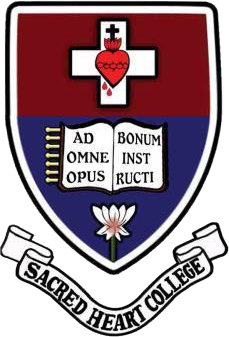 AD BONUM
OMNE INST
OPUS RUCTI
SACRED HEART COLLEGE